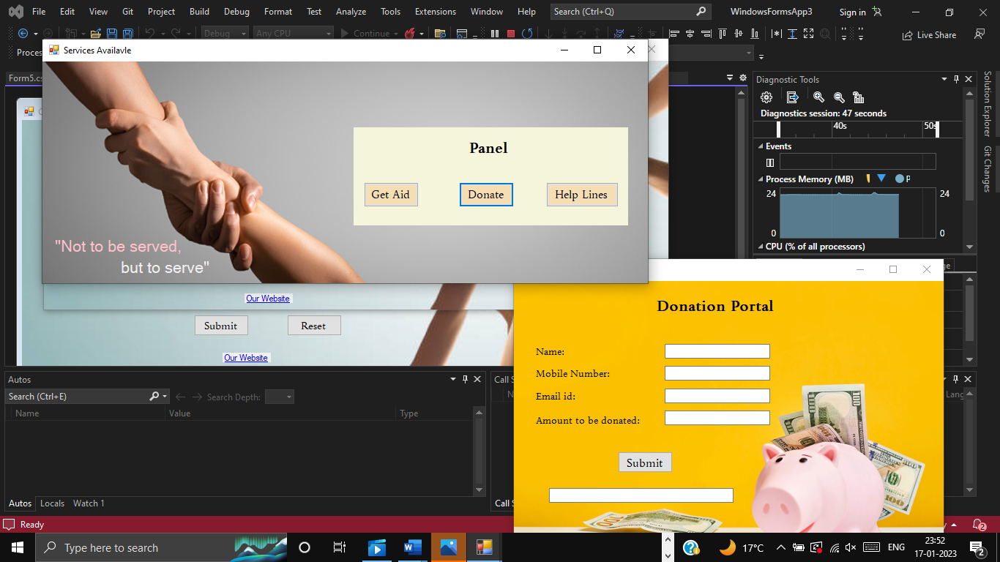 File Edit View Git Project Build Debug Format Test Analyze Tools Extensions Window Help Search (Ctrl+Q) WindowsFormsApp3 Sign in
Debug Any CPU Continue Live Share
Services Availavle
Form5.cs
Diagnostic Tools
Solution Explorer
Git Changes
Diagnostics session: 47 seconds
40s 50s
Events
Process Memory (MB) P
24 24
0 0
CPU (% of all processors)
Panel
Get Aid Donate Help Lines
"Not to be served,
but to serve"
Our Website
Submit Reset
Our Website
Donation Portal
Name:
Mobile Number:
Email id:
Amount to be donated:
Submit
Autos
Search (Ctrl+E) Search Depth:
Name Value Type
Autos Locals Watch 1
Call S
Lang
Call S
Ready
2
Type here to search
17°C ENG 23:52
17-01-2023
2
100
100
100